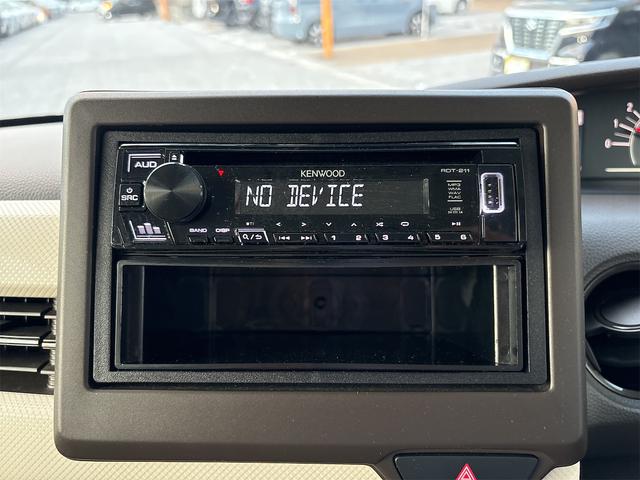 AUD
KENWOOD
RDT-211
SRC
NO DEVICE
MP3
WMA
WAV
FLAC
USB
BAND DISP Q/ 1 2 3 4 5 6